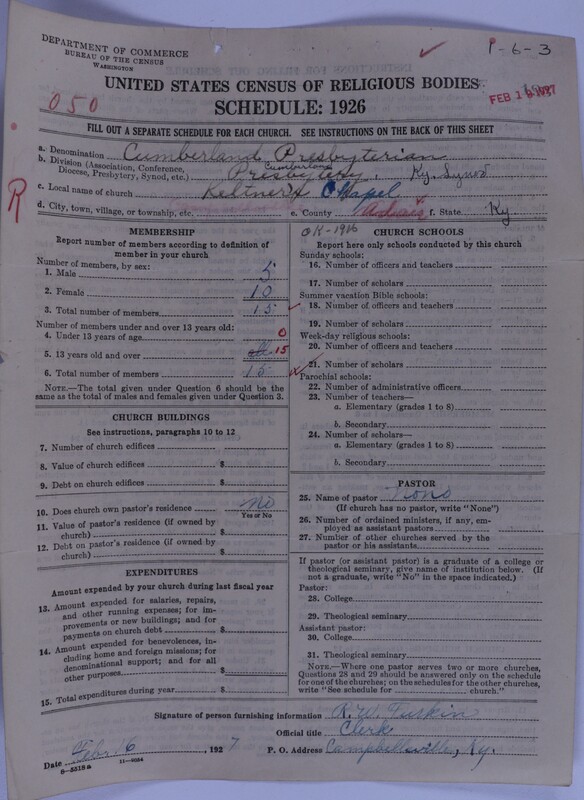 DEPARTMENT OF COMMERCE
BUREAU OF THE CENSUS
WASHINGTON
1-6-3
UNITED STATES CENSUS OF RELIGIOUS BODIES
SCHEDULE: 1926
050
FEB 1 1927
FILL OUT A SEPARATE SCHEDULE FOR EACH CHURCH. SEE INSTRUCTIONS ON THE BACK OF THIS SHEET
a. Denomination Cumberland Presbyterian
b. Division (Association, Conference, Diocese, Presbytery, Synod, etc.) Cumberland Presbytery, Ky. Synod
R
c. Local name of church Keltner's Chapel
d. City, town, village, or township, etc.
e. County Adair
f. State Ky.
OK-1916
MEMBERSHIP
Report number of members according to definition of
member in your church
Number of members, by sex:
1. Male 5
2. Female 10
3. Total number of members 15
Number of members under and over 13 years old:
4. Under 13 years of age 0
5. 13 years old and over all 15
6. Total number of members 15
NOTE.—The total given under Question 6 should be
same as the total of males and females given under Question 3.
CHURCH BUILDINGS
See instructions, paragraphs 10 to 12
7. Number of church edifices
8. Value of church edifices $
9. Debt on church edifices $
10. Does church own pastor's residence? no
Yes or No
11. Value of pastor's residence (if owned by
church) $
12. Debt on pastor's residence (if owned by
church) $
EXPENDITURES
Amount expended by your church during last fiscal year
13. Amount expended for salaries, repairs,
and other running expenses; for im-
provements or new buildings; and for
payments on church debt $
14. Amount expended for benevolences, in-
cluding home and foreign missions; for
denominational support; and for all
other purposes $
15. Total expenditures during year $
CHURCH SCHOOLS
Report here only schools conducted by this church
Sunday schools:
16. Number of officers and teachers
17. Number of scholars
Summer vacation Bible schools:
18. Number of officers and teachers
19. Number of scholars
Week-day religious schools:
20. Number of officers and teachers
21. Number of scholars
Parochial schools:
22. Number of administrative officers
23. Number of teachers—
a. Elementary (grades 1 to 8)
b. Secondary
24. Number of scholars—
a. Elementary (grades 1 to 8)
b. Secondary
PASTOR
25. Name of pastor None
(If church has no pastor, write "None")
26. Number of ordained ministers, if any, em-
ployed as assistant pastors
27. Number of other churches served by the
pastor or his assistants
If pastor (or assistant pastor) is a graduate of a college or
theological seminary, give name of institution below. (If
not a graduate, write "No" in the space indicated.)
Pastor:
28. College
29. Theological seminary
Assistant pastor:
30. College
31. Theological seminary
NOTE.—Where one pastor serves two or more churches,
Questions 28 and 29 should be answered only on the schedule
for one of the churches; on the schedules for the other churches,
write "See schedule for church."
Signature of person furnishing information R. W. Turkin
Official title Clerk
Date Feby 16, 1927
P. O. Address Campbellsville, Ky.
8-5318a 11-4034